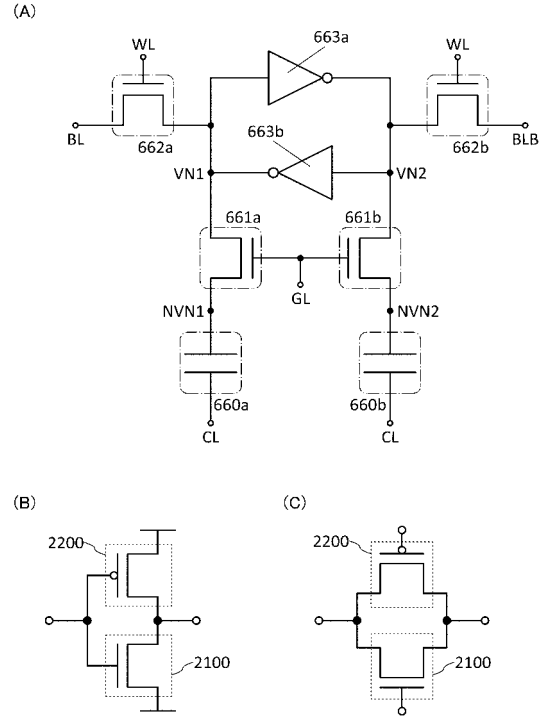 (A)
WL
663a
WL
663b
BL
662a
VN1
VN2
662b
BLB
661a
661b
GL
NVN1
NVN2
660a
660b
CL
CL
(B)
(C)
2200
2200
2100
2100